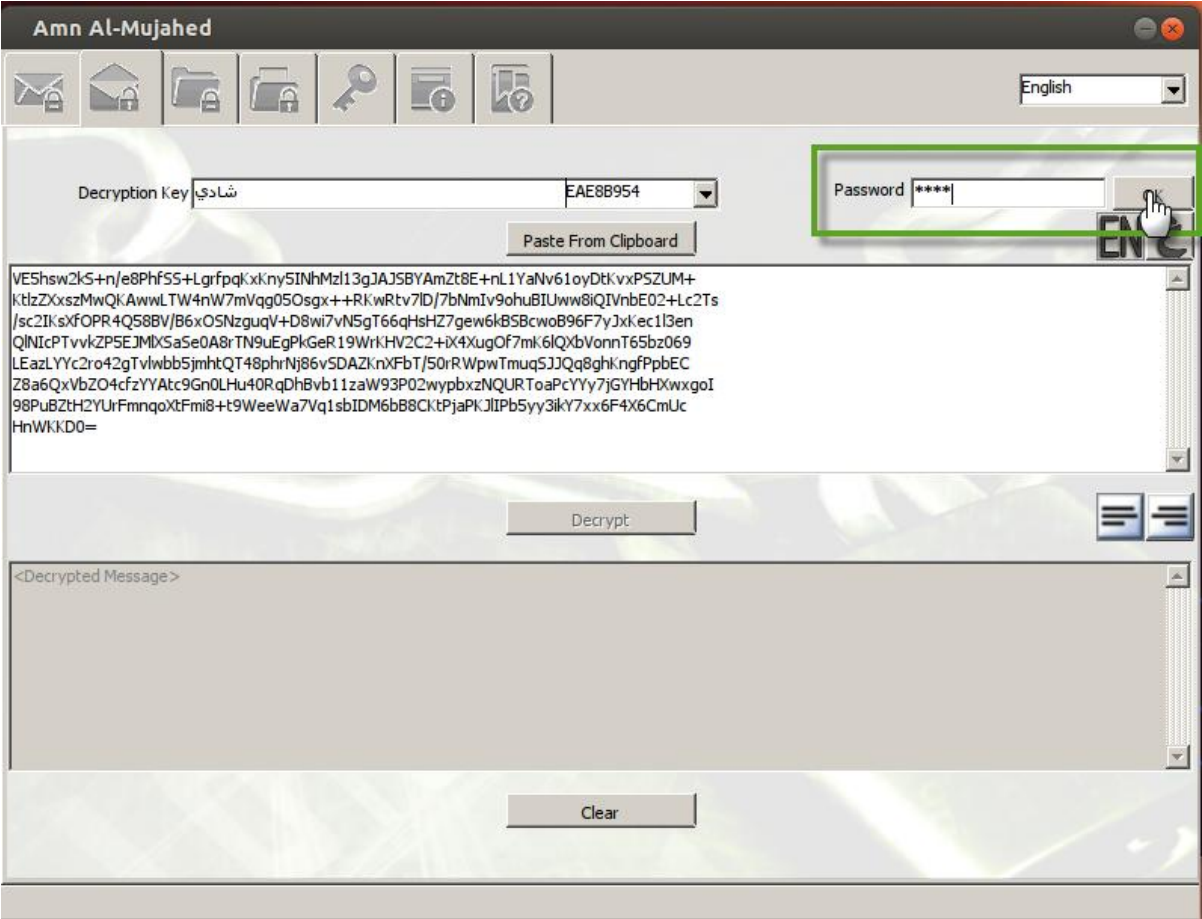 Amn Al-Mujahed
English
Decryption Key شادي EAE8B954
Password ****
OK
Paste From Clipboard
EN ع
VE5hsw2kS+n/e8PhfSS+LgrfpqKxKny5INhMzl13gJAJSBYAmZt8E+nL1YaNv61oyDtKvxPSZUM+
KtlzZXxszMwQKAwwLTW4nW7mVqg05Osgx++RKwRtv7lD/7bNmIv9ohuBIUww8iQIVnbE02+Lc2Ts
/sc2IKsXfOPR4Q58BV/B6xOSNzguqV+D8wi7vN5gT66qHsHZ7gew6kBSBcwoB96F7yJxKec1l3en
QlNIcPTvvkZP5EJMlXSaSe0A8rTN9uEgPkGeR19WrKHV2C2+iX4XugOf7mK6lQXbVonnT65bz069
LEazLYYc2ro42gTvlwbb5jmhtQT48phrNj86vSDAZKnXFbT/50rRWpwTmuqSJJQq8ghKngfPpbEC
Z8a6QxVbZO4cfzYYAtc9Gn0LHu40RqDhBvb11zaW93P02wypbxzNQURToaPcYYy7jGYHbHXwxgoI
98PuBZtH2YUrFmnqoXtFmi8+t9WeeWa7Vq1sbIDM6bB8CKtPjaPKJlIPb5yy3ikY7xx6F4X6CmUc
HnWKKD0=
Decrypt
<Decrypted Message>
Clear